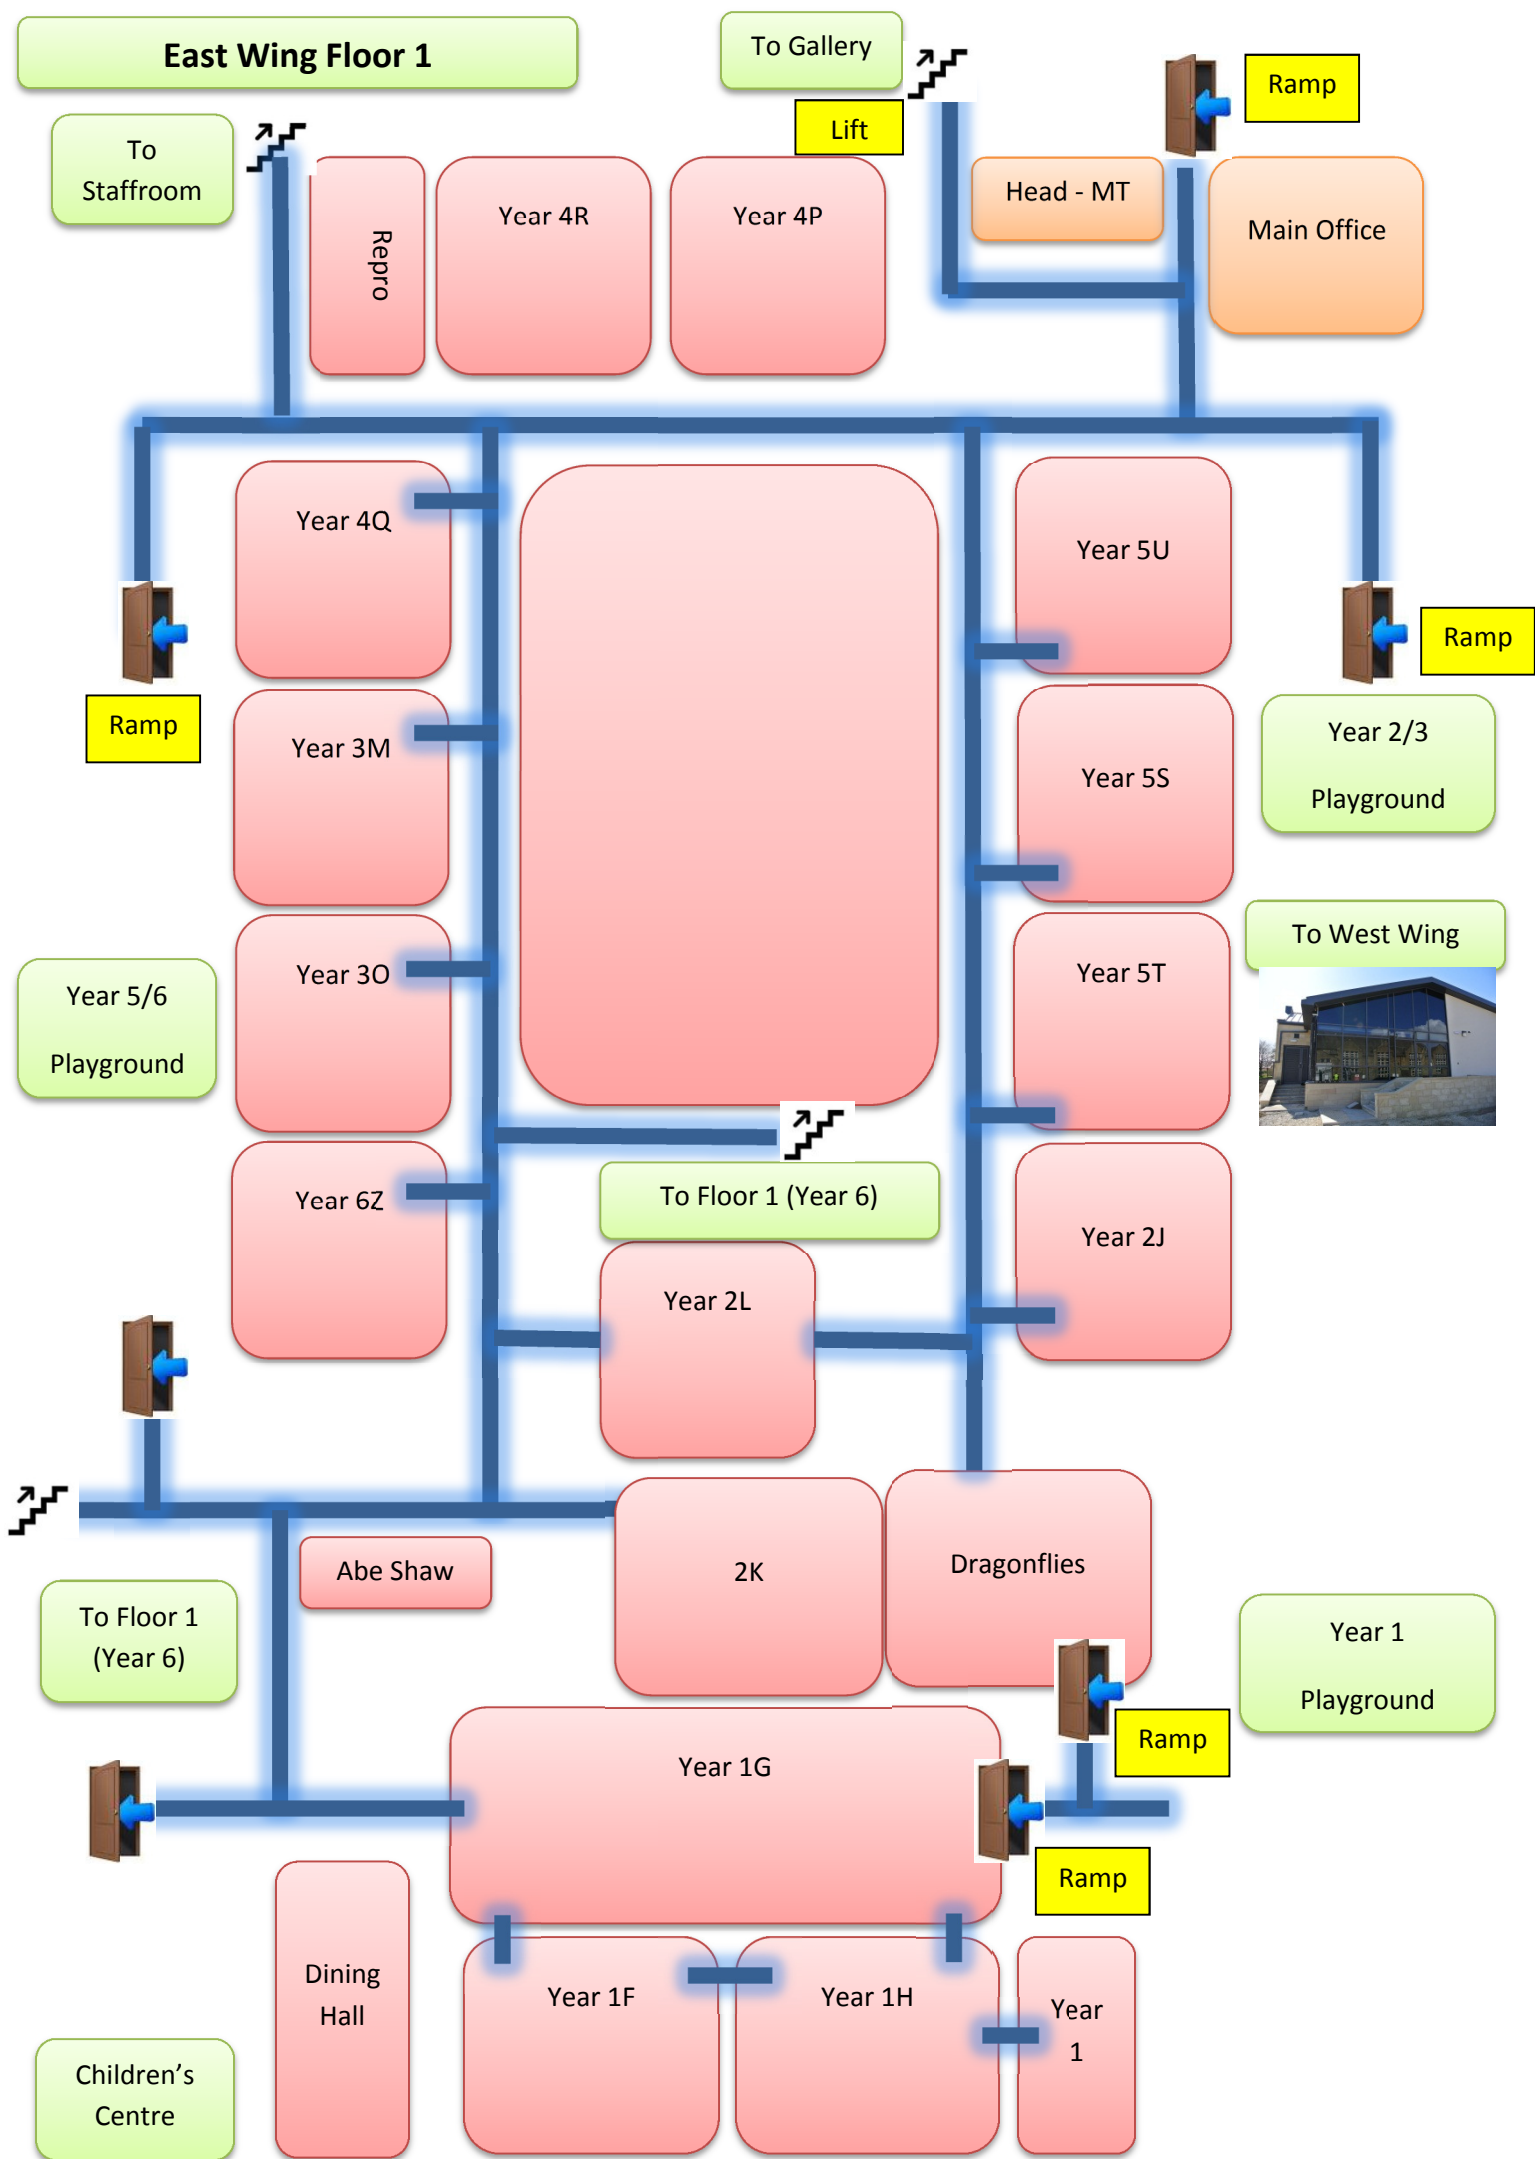 East Wing Floor 1
To Gallery
Ramp
Lift
To
Staffroom
Repro
Year 4R
Year 4P
Head - MT
Main Office
Year 4Q
Year 5U
Ramp
Ramp
Year 3M
Year 5S
Year 2/3
Playground
To West Wing
Year 3O
Year 5T
Year 5/6
Playground
To Floor 1 (Year 6)
Year 6Z
Year 2J
Year 2L
Abe Shaw
2K
Dragonflies
To Floor 1
(Year 6)
Year 1
Playground
Ramp
Year 1G
Ramp
Dining
Hall
Year 1F
Year 1H
Year
1
Children's
Centre